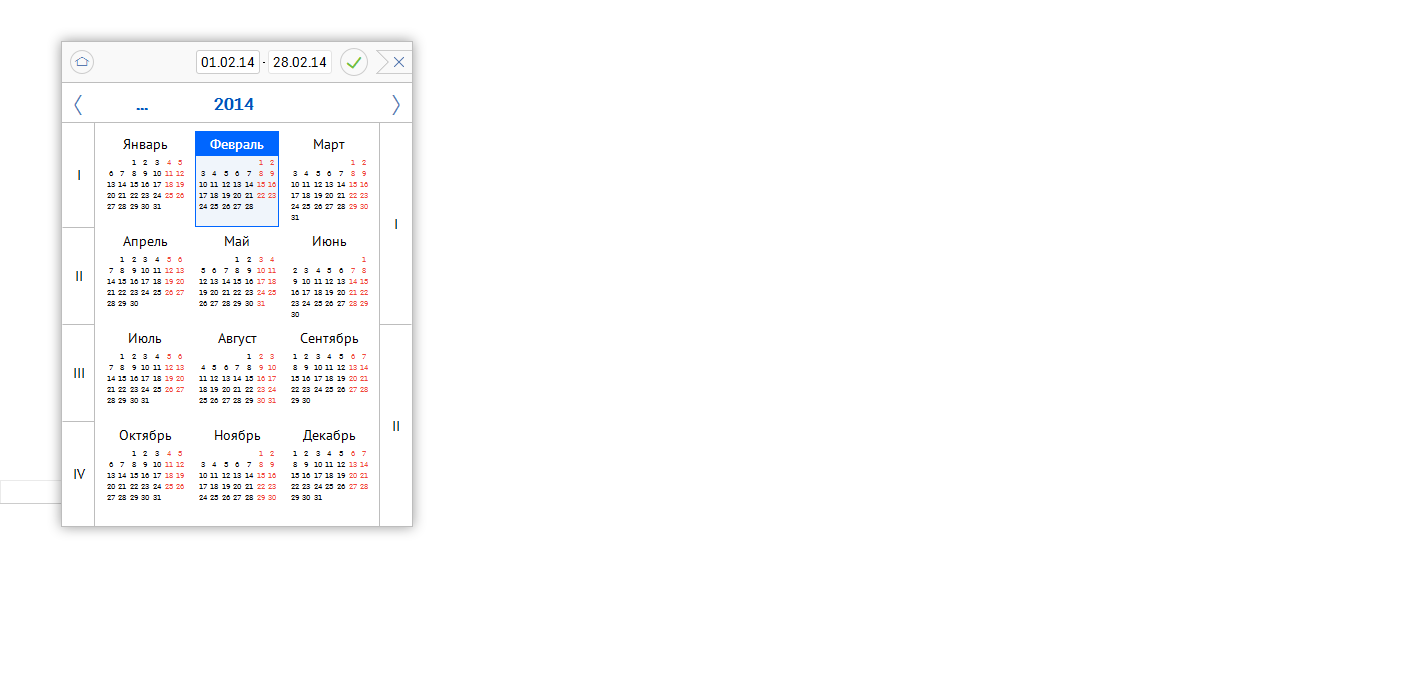 01.02.14 - 28.02.14
... 2014
Январь Февраль Март
1 2 3 4 5 1 2 1 2
I 6 7 8 9 10 11 12 3 4 5 6 7 8 9 3 4 5 6 7 8 9
13 14 15 16 17 18 19 10 11 12 13 14 15 16 10 11 12 13 14 15 16
20 21 22 23 24 25 26 17 18 19 20 21 22 23 17 18 19 20 21 22 23
27 28 29 30 31 24 25 26 27 28 24 25 26 27 28 29 30
31
I
Апрель Май Июнь
1 2 3 4 5 6 1 2 3 4 1
II 7 8 9 10 11 12 13 5 6 7 8 9 10 11 2 3 4 5 6 7 8
14 15 16 17 18 19 20 12 13 14 15 16 17 18 9 10 11 12 13 14 15
21 22 23 24 25 26 27 19 20 21 22 23 24 25 16 17 18 19 20 21 22
28 29 30 26 27 28 29 30 31 23 24 25 26 27 28 29
30
Июль Август Сентябрь
1 2 3 4 5 6 1 2 3 1 2 3 4 5 6 7
III 7 8 9 10 11 12 13 4 5 6 7 8 9 10 8 9 10 11 12 13 14
14 15 16 17 18 19 20 11 12 13 14 15 16 17 15 16 17 18 19 20 21
21 22 23 24 25 26 27 18 19 20 21 22 23 24 22 23 24 25 26 27 28
28 29 30 31 25 26 27 28 29 30 31 29 30
II
Октябрь Ноябрь Декабрь
1 2 3 4 5 1 2 1 2 3 4 5 6 7
6 7 8 9 10 11 12 3 4 5 6 7 8 9 8 9 10 11 12 13 14
IV 13 14 15 16 17 18 19 10 11 12 13 14 15 16 15 16 17 18 19 20 21
20 21 22 23 24 25 26 17 18 19 20 21 22 23 22 23 24 25 26 27 28
27 28 29 30 31 24 25 26 27 28 29 30 29 30 31